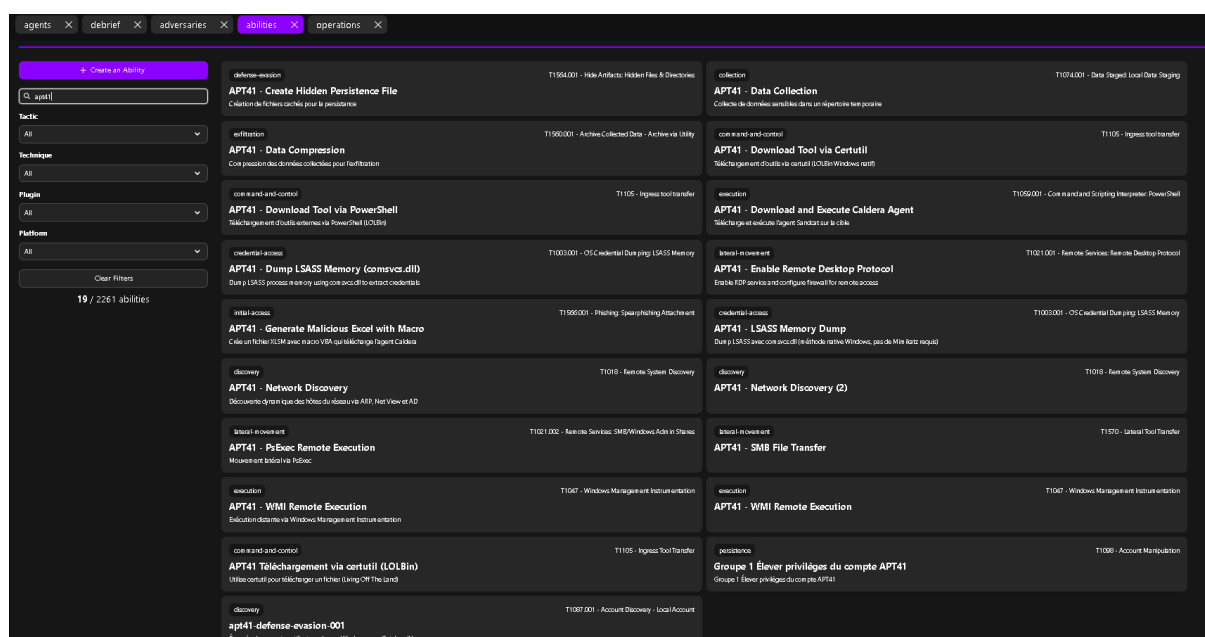 agents
debrief
adversaries
abilities
operations
+ Create an Ability
apt41
Tactic
All
Technique
All
Plugin
All
Platform
All
Clear Filters
19 / 2261 abilities
defense-evasion
T1564.001 - Hide Artifacts: Hidden Files & Directories
APT41 - Create Hidden Persistence File
Création de fichiers cachés pour la persistance
collection
T1074.001 - Data Staged: Local Data Staging
APT41 - Data Collection
Collecte de données sensibles dans un répertoire temporaire
exfiltration
T1560.001 - Archive Collected Data - Archive via Utility
APT41 - Data Compression
Compression des données collectées pour l'exfiltration
command-and-control
T1105 - Ingress tool transfer
APT41 - Download Tool via Certutil
Téléchargement d'outils via certutil (LOLBin Windows natif)
command-and-control
T1105 - Ingress tool transfer
APT41 - Download Tool via PowerShell
Téléchargement d'outils externes via PowerShell (LOLBin)
execution
T1059.001 - Command and Scripting Interpreter: PowerShell
APT41 - Download and Execute Caldera Agent
Télécharge et exécute l'agent Sandcat sur la cible
credential-access
T1003.001 - OS Credential Dumping: LSASS Memory
APT41 - Dump LSASS Memory (comsvcs.dll)
Dump LSASS process memory using comsvcs.dll to extract credentials
lateral-movement
T1021.001 - Remote Services: Remote Desktop Protocol
APT41 - Enable Remote Desktop Protocol
Enable RDP service and configure firewall for remote access
initial-access
T1566.001 - Phishing: Spearphishing Attachment
APT41 - Generate Malicious Excel with Macro
Crée un fichier XLSM avec macro VBA qui télécharge l'agent Caldera
credential-access
T1003.001 - OS Credential Dumping: LSASS Memory
APT41 - LSASS Memory Dump
Dump LSASS avec comsvcs.dll (méthode native Windows, pas de Mimikatz requis)
discovery
T1018 - Remote System Discovery
APT41 - Network Discovery
Découverte dynamique des hôtes du réseau via ARP, Net View et AD
discovery
T1018 - Remote System Discovery
APT41 - Network Discovery (2)
lateral-movement
T1021.002 - Remote Services: SMB/Windows Admin Shares
APT41 - PsExec Remote Execution
Mouvement latéral via PsExec
lateral-movement
T1570 - Lateral Tool Transfer
APT41 - SMB File Transfer
execution
T1047 - Windows Management Instrumentation
APT41 - WMI Remote Execution
Exécution distante via Windows Management Instrumentation
execution
T1047 - Windows Management Instrumentation
APT41 - WMI Remote Execution
command-and-control
T1105 - Ingress Tool Transfer
APT41 Téléchargement via certutil (LOLBin)
Utilise certutil pour télécharger un fichier (Living Off The Land)
persistence
T1098 - Account Manipulation
Groupe 1 Élever privilèges du compte APT41
Groupe 1 Élever privilèges du compte APT41
discovery
T1087.001 - Account Discovery - Local Account
apt41-defense-evasion-001